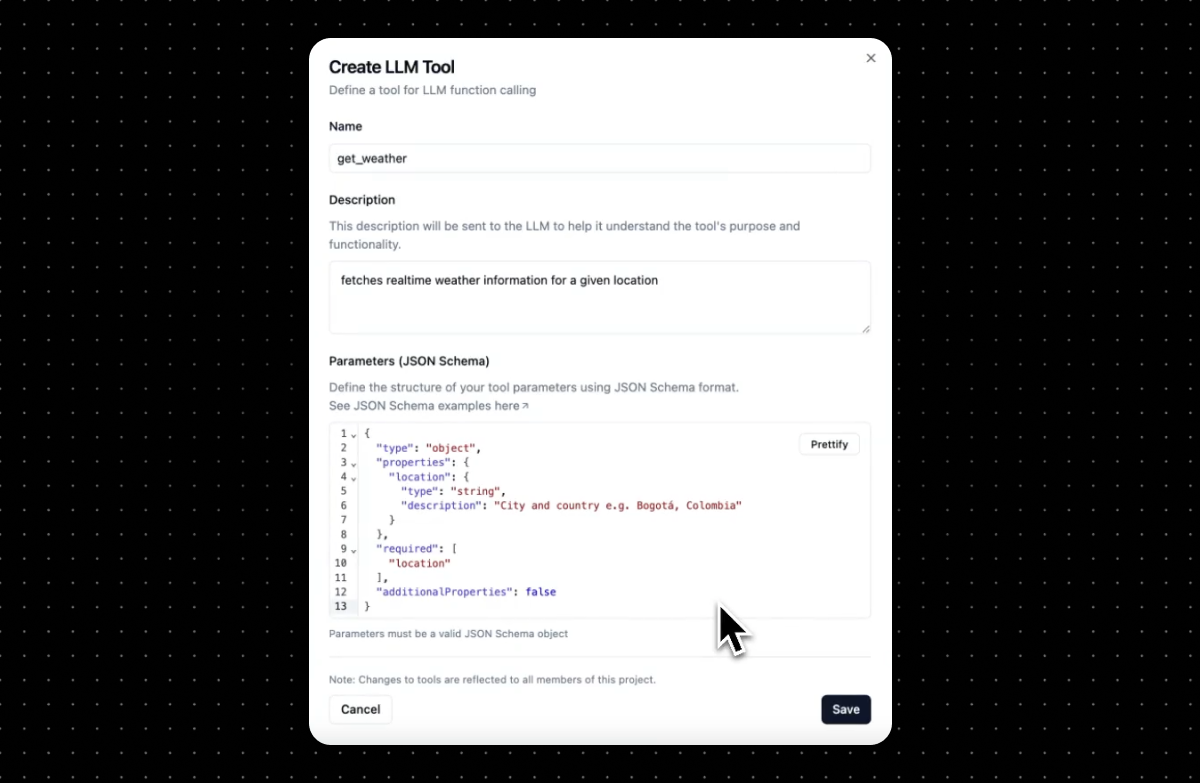 Create LLM Tool
Define a tool for LLM function calling
Name
get_weather
Description
This description will be sent to the LLM to help it understand the tool's purpose and
functionality.
fetches realtime weather information for a given location
Parameters (JSON Schema)
Define the structure of your tool parameters using JSON Schema format.
See JSON Schema examples here
Prettify
1 {
2   "type": "object",
3   "properties": {
4     "location": {
5       "type": "string",
6       "description": "City and country e.g. Bogotá, Colombia"
7     }
8   },
9   "required": [
10     "location"
11   ],
12   "additionalProperties": false
13 }
Parameters must be a valid JSON Schema object
Note: Changes to tools are reflected to all members of this project.
Cancel
Save